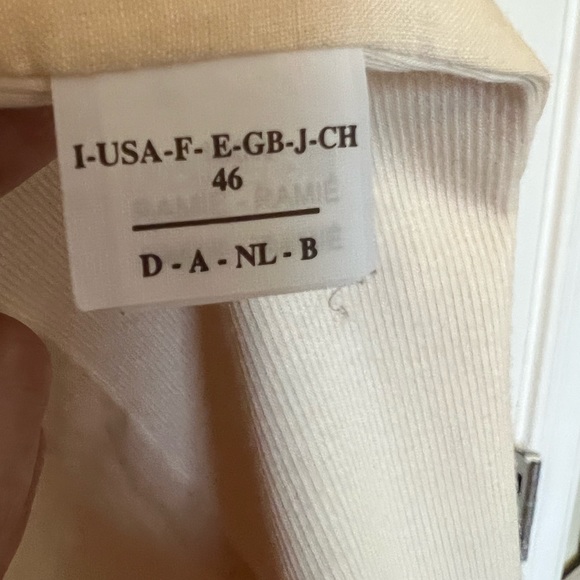 I-USA-F- E-GB-J-CH
46
D - A - NL - B